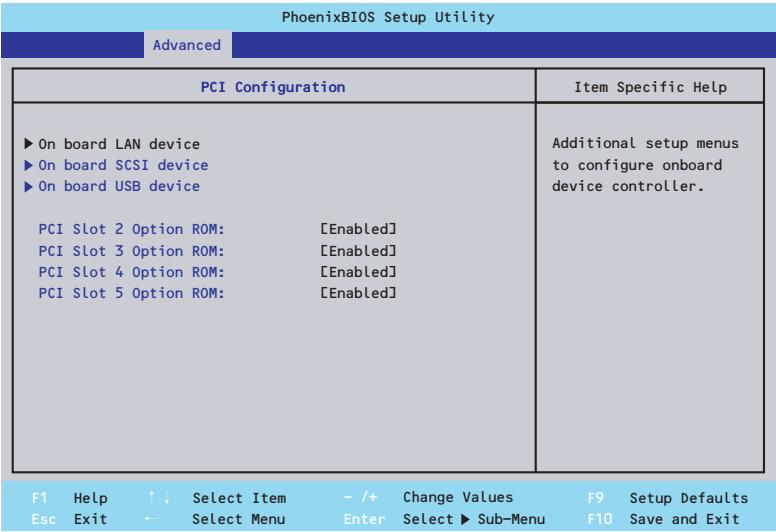 PhoenixBIOS Setup Utility
Advanced
PCI Configuration
Item Specific Help
▶ On board LAN device
▶ On board SCSI device
▶ On board USB device
PCI Slot 2 Option ROM: [Enabled]
PCI Slot 3 Option ROM: [Enabled]
PCI Slot 4 Option ROM: [Enabled]
PCI Slot 5 Option ROM: [Enabled]
Additional setup menus
to configure onboard
device controller.
F1 Help ↑ ↓ Select Item − /+ Change Values F9 Setup Defaults
Esc Exit ← Select Menu Enter Select ▶ Sub−Menu F10 Save and Exit